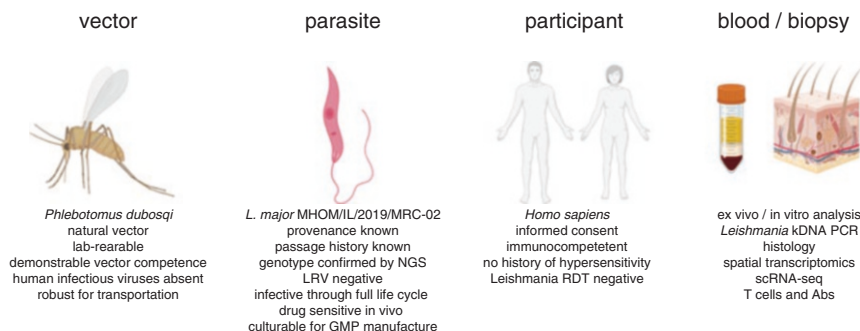 vector
Phlebotomus dubosqi
natural vector
lab-rearable
demonstrable vector competence
human infectious viruses absent
robust for transportation
parasite
L. major MHOM/IL/2019/MRC-02
provenance known
passage history known
genotype confirmed by NGS
LRV negative
infective through full life cycle
drug sensitive in vivo
culturable for GMP manufacture
participant
Homo sapiens
informed consent
immunocompetetent
no history of hypersensitivity
Leishmania RDT negative
blood / biopsy
ex vivo / in vitro analysis
Leishmania kDNA PCR
histology
spatial transcriptomics
scRNA-seq
T cells and Abs